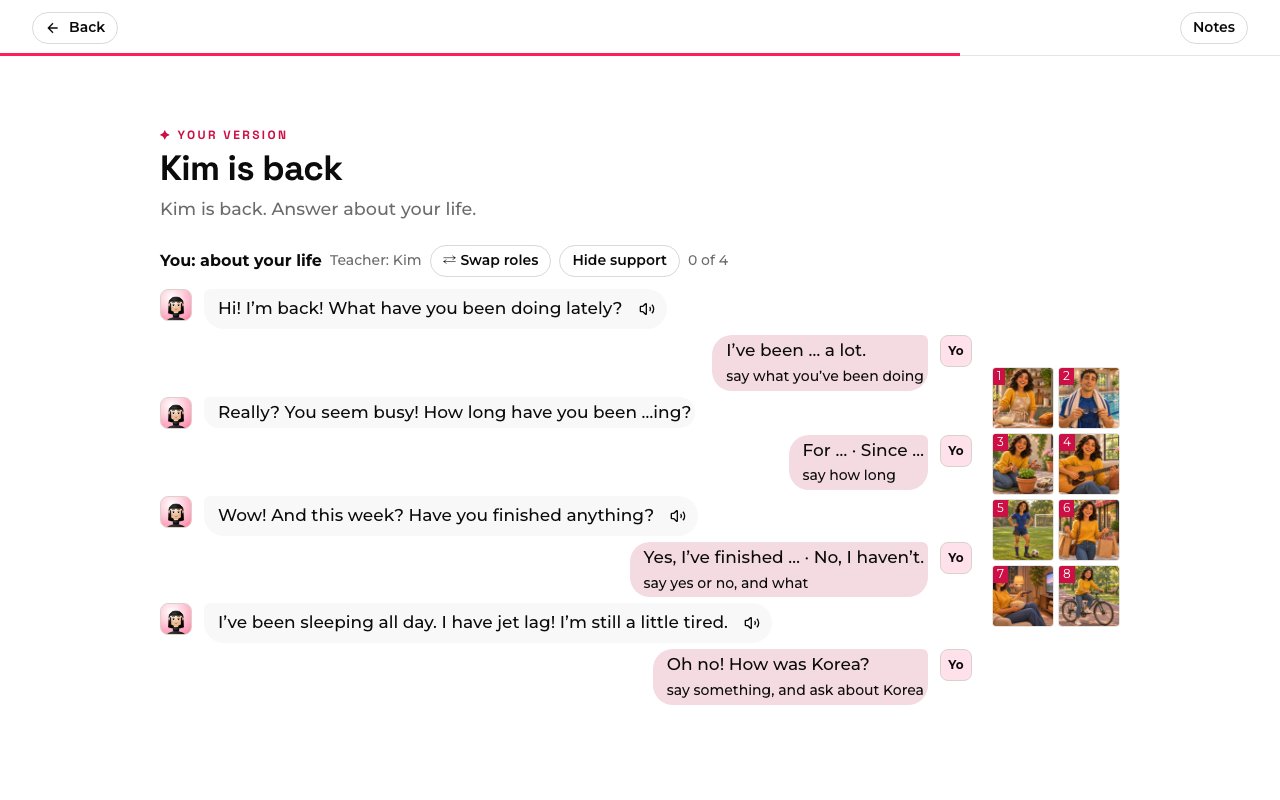 Back
Notes
YOUR VERSION
Kim is back
Kim is back. Answer about your life.
You: about your life Teacher: Kim Swap roles Hide support 0 of 4
Hi! I’m back! What have you been doing lately?
I’ve been ... a lot.
say what you’ve been doing
Yo
Really? You seem busy! How long have you been ...ing?
For ... · Since ...
say how long
Yo
Wow! And this week? Have you finished anything?
Yes, I’ve finished ... · No, I haven’t.
say yes or no, and what
Yo
I’ve been sleeping all day. I have jet lag! I’m still a little tired.
Oh no! How was Korea?
say something, and ask about Korea
Yo
1 2
3 4
5 6
7 8